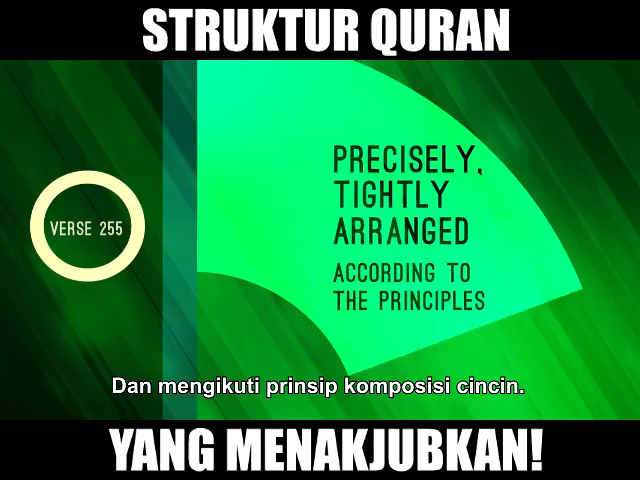 STRUKTUR QURAN
PRECISELY,
TIGHTLY
ARRANGED
VERSE 255
ACCORDING TO
THE PRINCIPLES
Dan mengikuti prinsip komposisi cincin.
YANG MENAKJUBKAN!